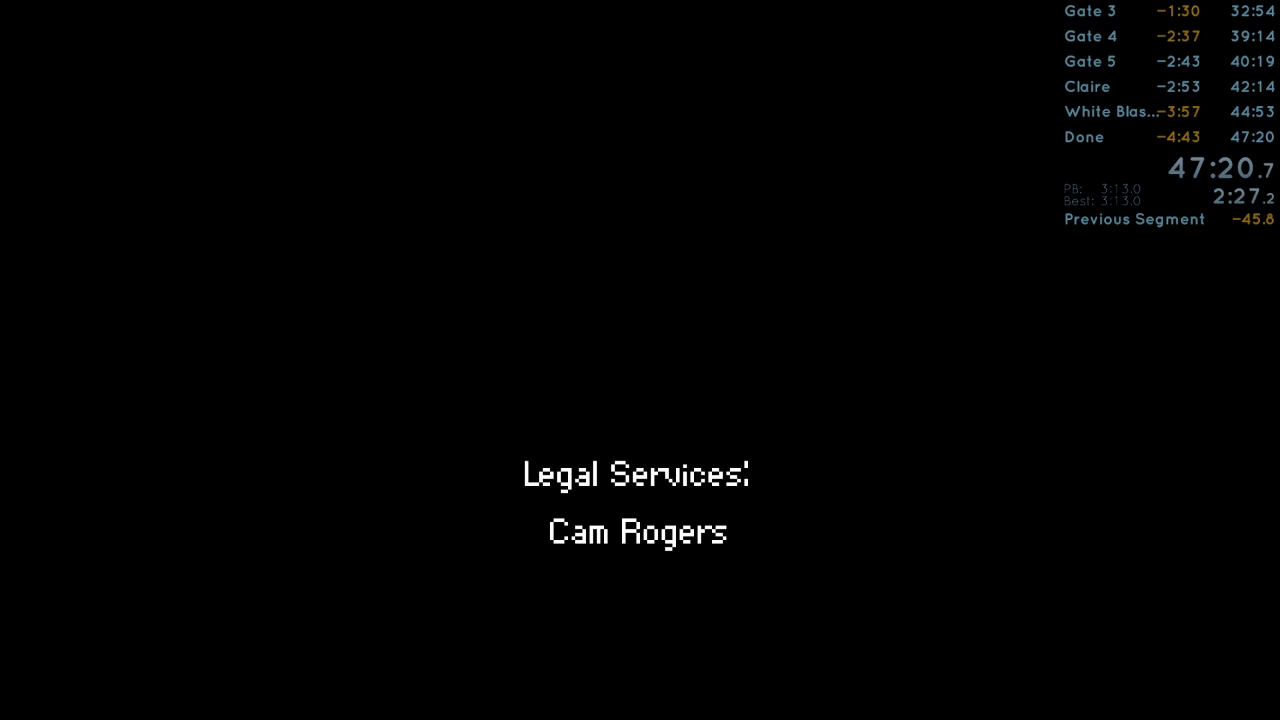 Gate 3 −1:30 32:54
Gate 4 −2:37 39:14
Gate 5 −2:43 40:19
Claire −2:53 42:14
White Blas... −3:57 44:53
Done −4:43 47:20
47:20.7
PB: 3:13.0 2:27.2
Best: 3:13.0
Previous Segment −45.8
Legal Services:
Cam Rogers